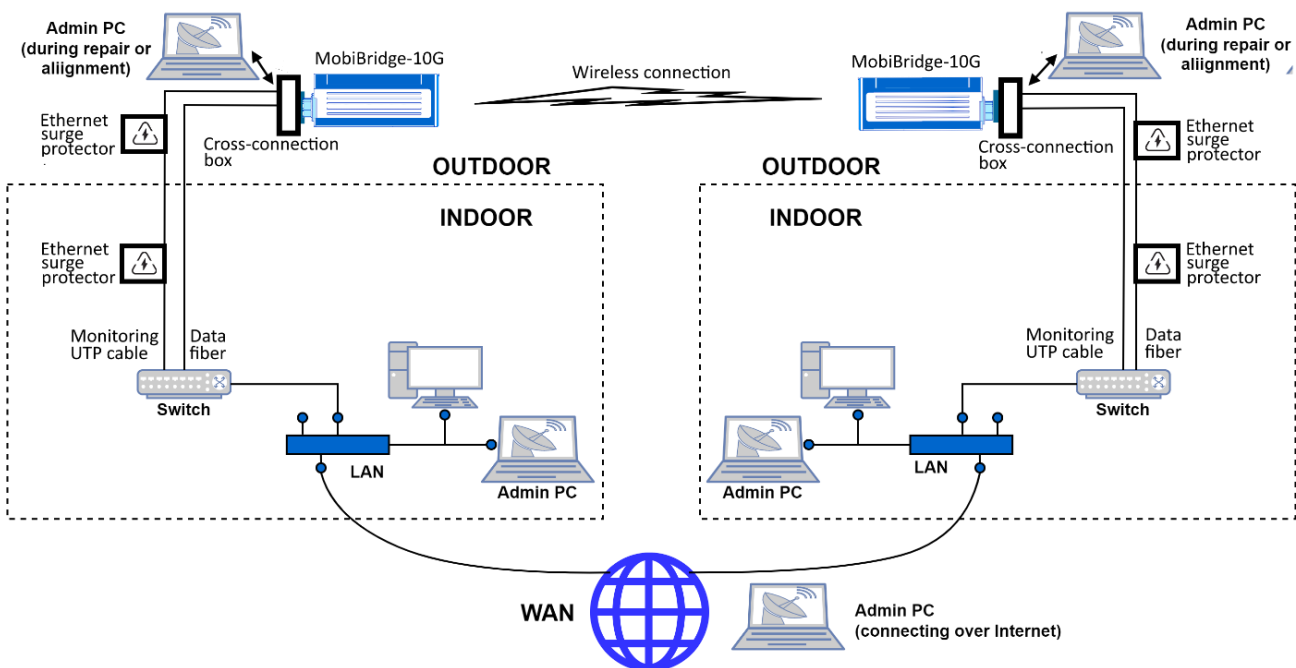 Admin PC
(during repair or
aliignment)
MobiBridge-10G
Wireless connection
MobiBridge-10G
Admin PC
(during repair or
aliignment)
Ethernet
surge
protector
Cross-connection
box
OUTDOOR
OUTDOOR
Cross-connection
box
Ethernet
surge
protector
INDOOR
INDOOR
Ethernet
surge
protector
Ethernet
surge
protector
Monitoring
UTP cable
Data
fiber
Switch
Monitoring
UTP cable
Data
fiber
Switch
LAN
Admin PC
Admin PC
LAN
WAN
Admin PC
(connecting over Internet)